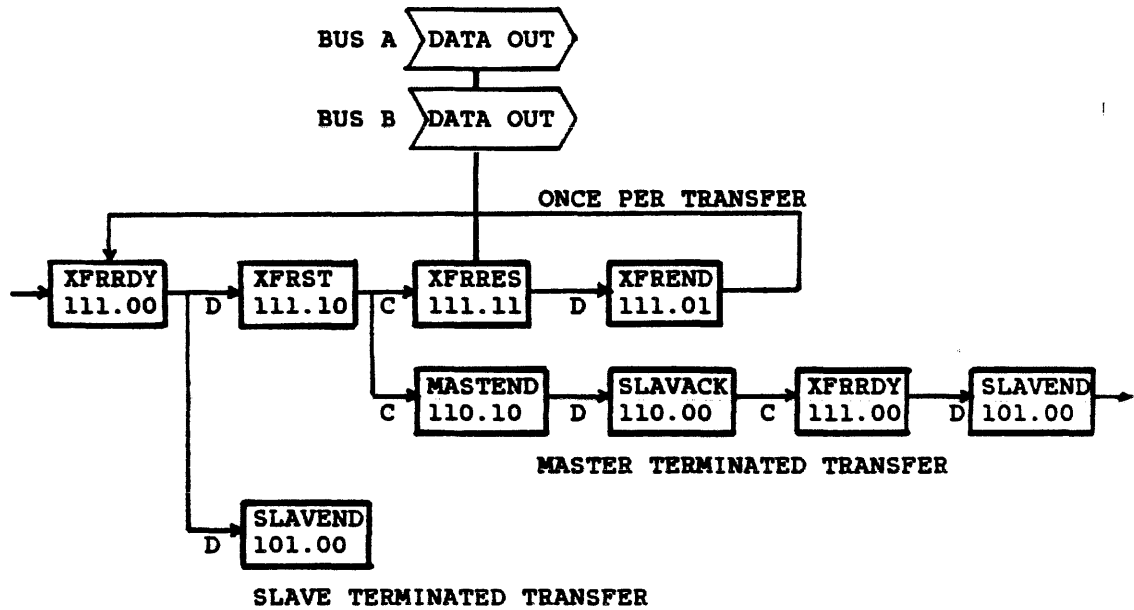 BUS A DATA OUT
BUS B DATA OUT
ONCE PER TRANSFER
XFRRDY
111.00
D
XFRST
111.10
C
XFRRES
111.11
D
XFREND
111.01
C
MASTEND
110.10
D
SLAVACK
110.00
C
XFRRDY
111.00
D
SLAVEND
101.00
MASTER TERMINATED TRANSFER
D
SLAVEND
101.00
SLAVE TERMINATED TRANSFER